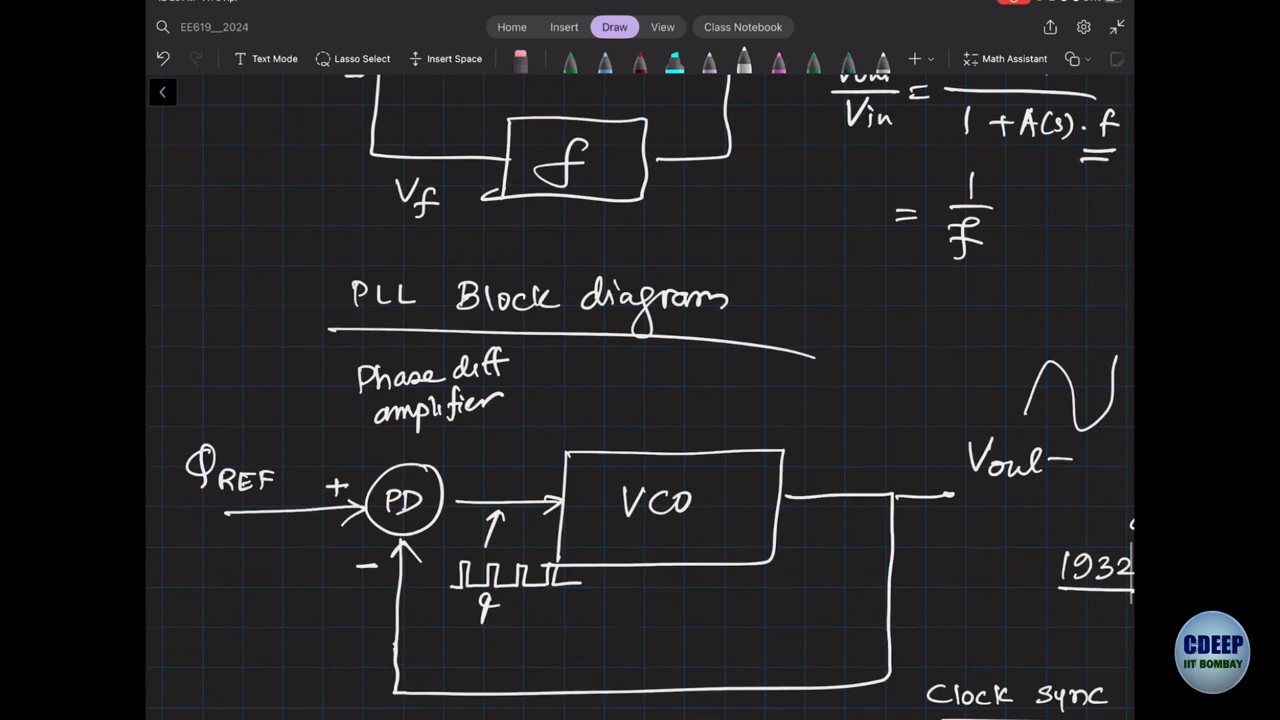 EE619__2024
Home Insert Draw View Class Notebook
Text Mode Lasso Select Insert Space Math Assistant
Vin =
1 + A(s) . f
f
Vf
= 1
f
PLL Block diagram
Phase diff
amplifier
ΦREF + PD VCO Vout
-
1932
Clock sync
CDEEP
IIT BOMBAY